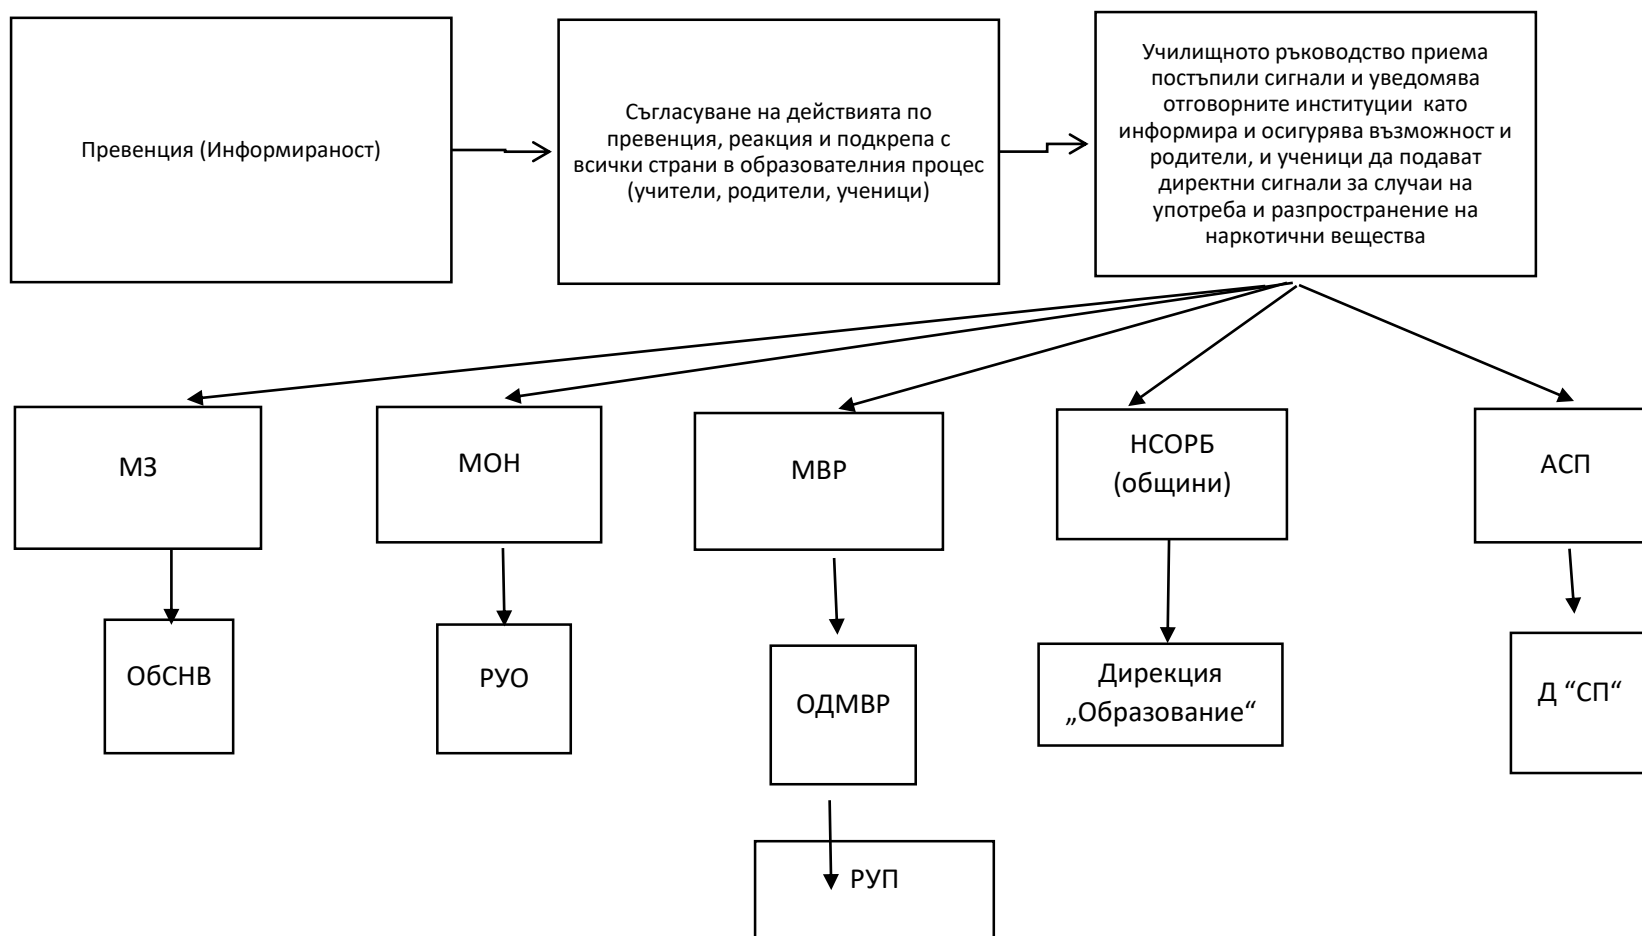 Превенция (Информираност)
Съгласуване на действията по
превенция, реакция и подкрепа с
всички страни в образователния процес
(учители, родители, ученици)
Училищното ръководство приема
постъпили сигнали и уведомява
отговорните институции като
информира и осигурява възможност и
родители, и ученици да подават
директни сигнали за случаи на
употреба и разпространение на
наркотични вещества
МЗ
МОН
МВР
НСОРБ
(общини)
АСП
ОбСНВ
РУО
ОДМВР
Дирекция
„Образование“
Д “СП“
РУП